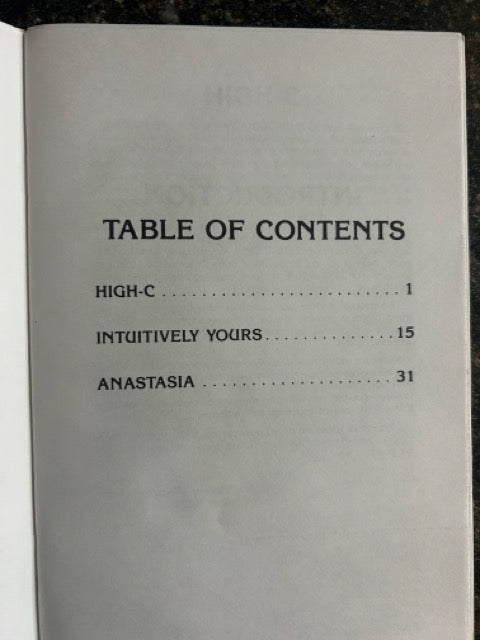 TABLE OF CONTENTS
HIGH-C ........................ 1
INTUITIVELY YOURS.............. 15
ANASTASIA .................... 31